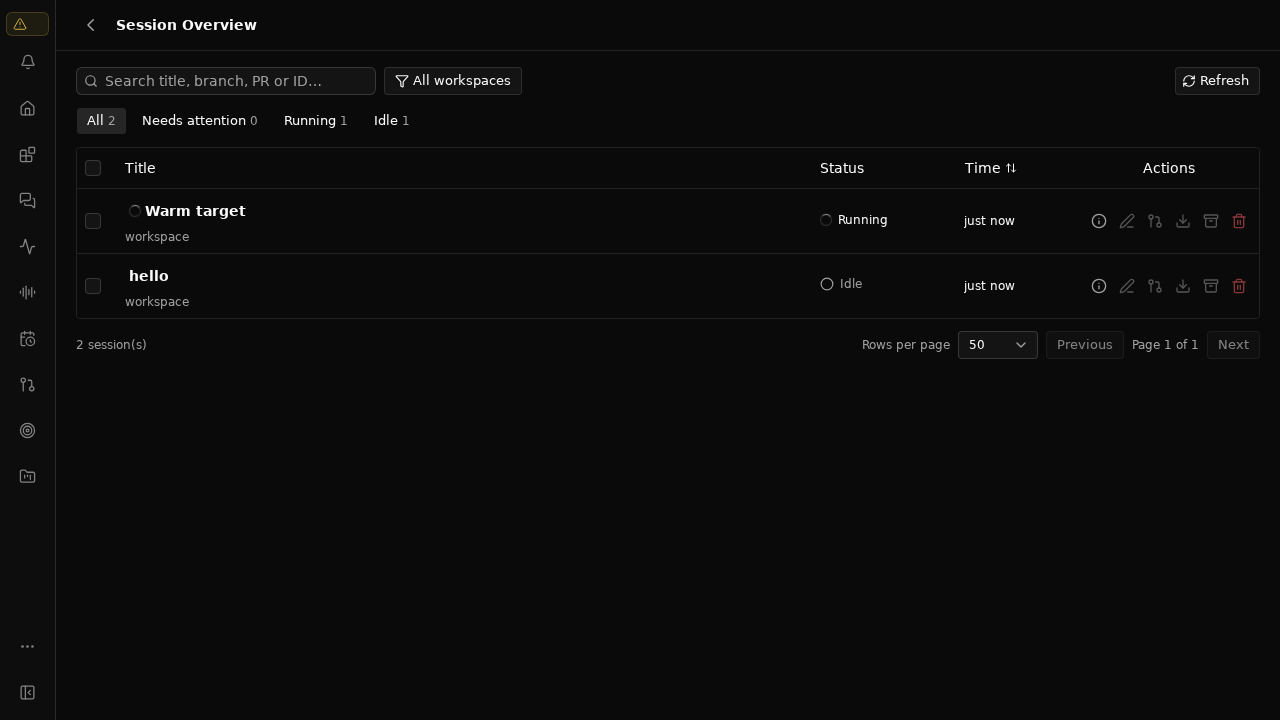 Session Overview
Search title, branch, PR or ID...
All workspaces
Refresh
All 2
Needs attention 0
Running 1
Idle 1
Title
Status
Time
Actions
Warm target
workspace
Running
just now
hello
workspace
Idle
just now
2 session(s)
Rows per page
50
Previous
Page 1 of 1
Next